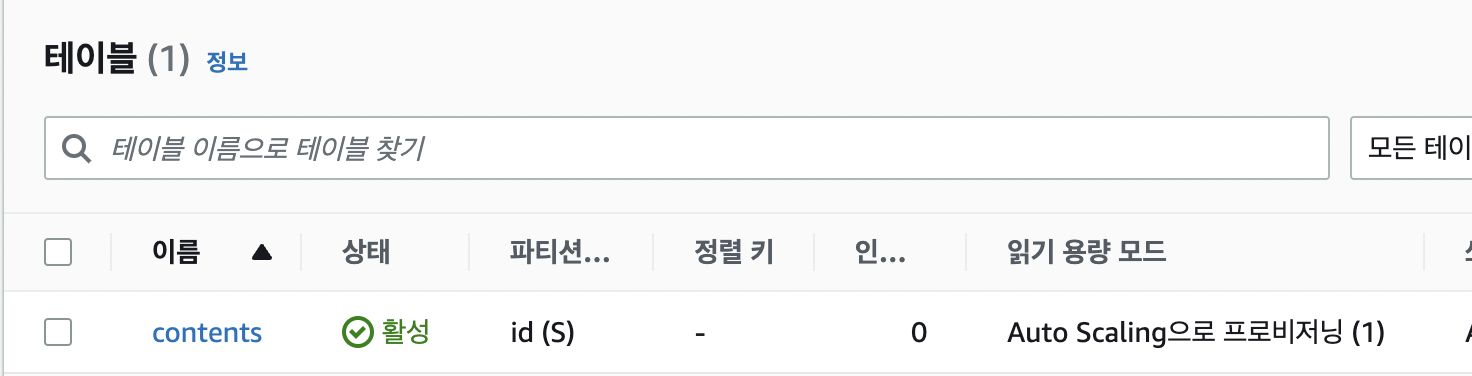 테이블 (1) 정보
테이블 이름으로 테이블 찾기 모든 테이
이름 상태 파티션... 정렬 키 인... 읽기 용량 모드
contents 활성 id (S) - 0 Auto Scaling으로 프로비저닝 (1)